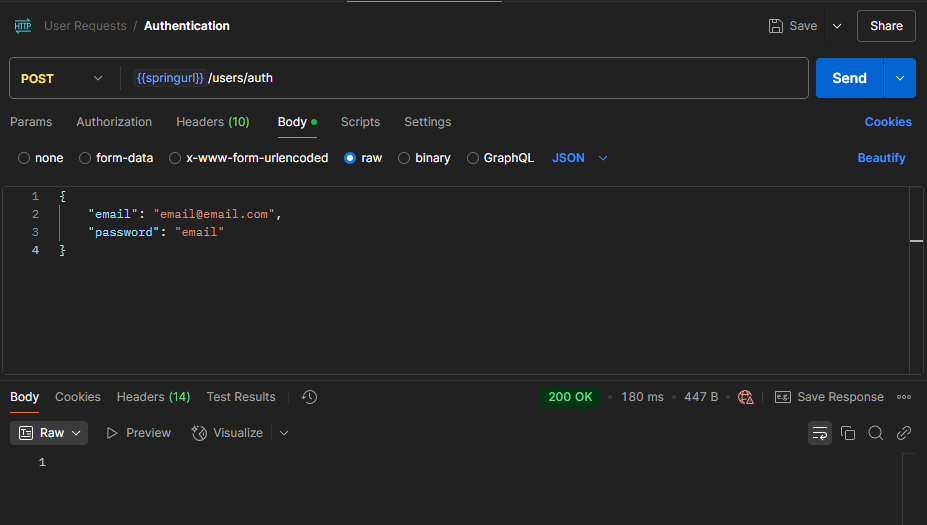 HTTP User Requests / Authentication Save Share
POST {{springurl}} /users/auth Send
Params Authorization Headers (10) Body Scripts Settings Cookies
none form-data x-www-form-urlencoded raw binary GraphQL JSON Beautify
1 {
2 "email": "email@email.com",
3 "password": "email"
4 }
Body Cookies Headers (14) Test Results 200 OK 180 ms 447 B e.g. Save Response
Raw Preview Visualize
1